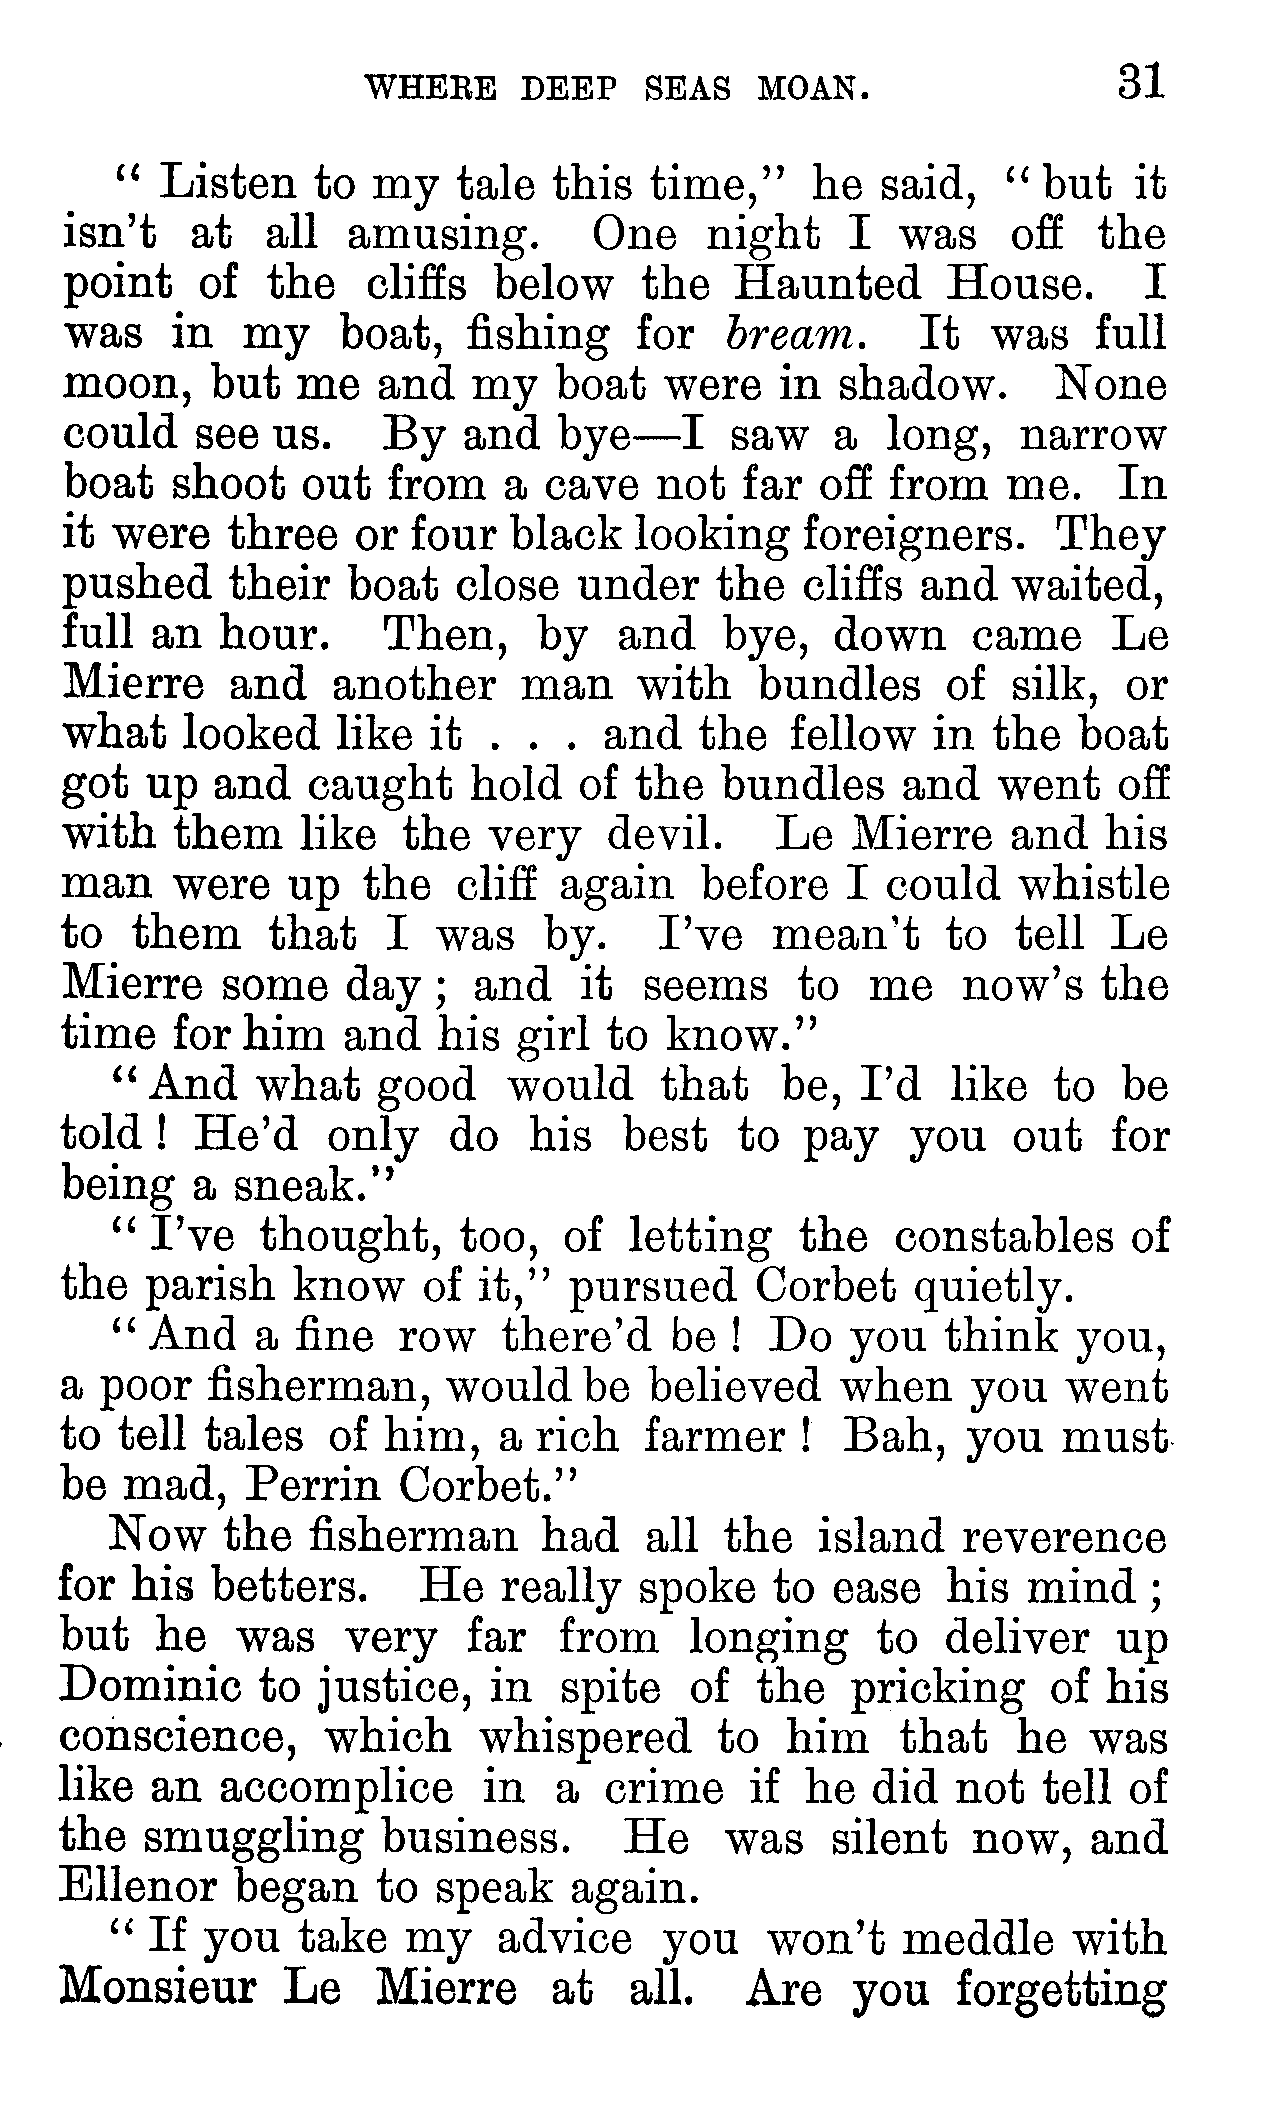 WHERE DEEP SEAS MOAN. 31
“ Listen to my tale this time,” he said, “ but it
isn’t at all amusing. One night I was off the
point of the cliffs below the Haunted House. I
was in my boat, fishing for bream. It was full
moon, but me and my boat were in shadow. None
could see us. By and bye—I saw a long, narrow
boat shoot out from a cave not far off from me. In
it were three or four black looking foreigners. They
pushed their boat close under the cliffs and waited,
full an hour. Then, by and bye, down came Le
Mierre and another man with bundles of silk, or
what looked like it . . . and the fellow in the boat
got up and caught hold of the bundles and went off
with them like the very devil. Le Mierre and his
man were up the cliff again before I could whistle
to them that I was by. I’ve mean’t to tell Le
Mierre some day ; and it seems to me now’s the
time for him and his girl to know.”
“ And what good would that be, I’d like to be
told ! He’d only do his best to pay you out for
being a sneak.”
“ I’ve thought, too, of letting the constables of
the parish know of it,” pursued Corbet quietly.
“ And a fine row there’d be ! Do you think you,
a poor fisherman, would be believed when you went
to tell tales of him, a rich farmer ! Bah, you must
be mad, Perrin Corbet.”
Now the fisherman had all the island reverence
for his betters. He really spoke to ease his mind ;
but he was very far from longing to deliver up
Dominic to justice, in spite of the pricking of his
conscience, which whispered to him that he was
like an accomplice in a crime if he did not tell of
the smuggling business. He was silent now, and
Ellenor began to speak again.
“ If you take my advice you won’t meddle with
Monsieur Le Mierre at all. Are you forgetting